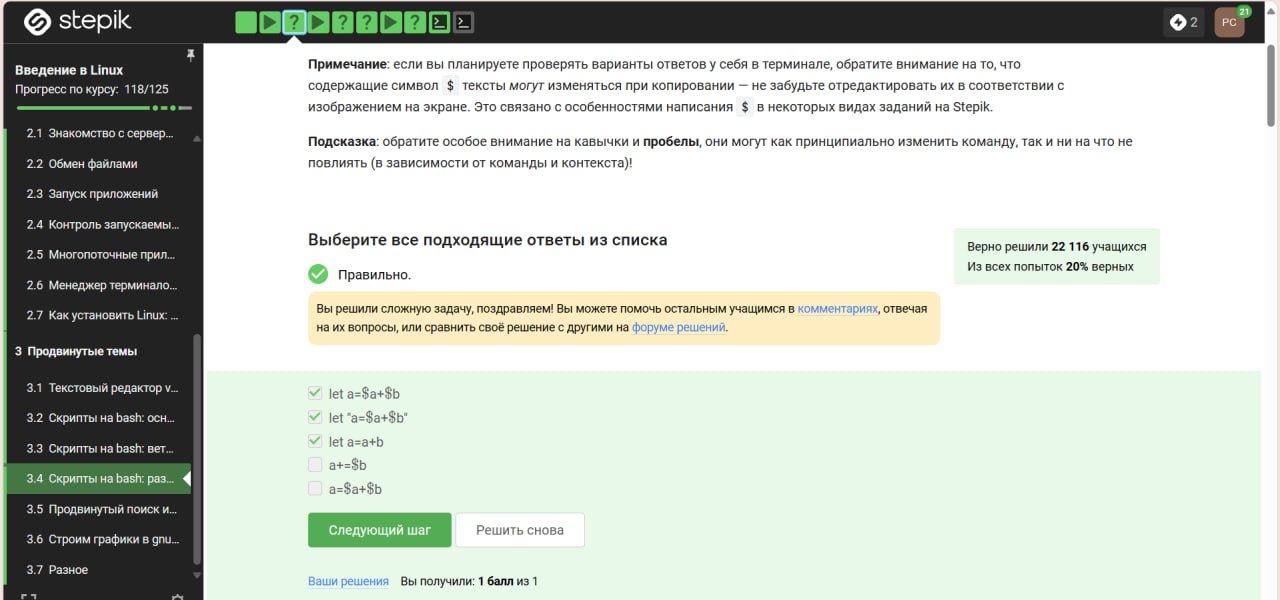 stepik
2
PC
21
Введение в Linux
Прогресс по курсу: 118/125
2.1 Знакомство с сервер...
2.2 Обмен файлами
2.3 Запуск приложений
2.4 Контроль запускаемы...
2.5 Многопоточные прил...
2.6 Менеджер терминало...
2.7 Как установить Linux: ...
3 Продвинутые темы
3.1 Текстовый редактор v...
3.2 Скрипты на bash: осн...
3.3 Скрипты на bash: вет...
3.4 Скрипты на bash: раз...
3.5 Продвинутый поиск и...
3.6 Строим графики в gnu...
3.7 Разное
Примечание: если вы планируете проверять варианты ответов у себя в терминале, обратите внимание на то, что
содержащие символ $ тексты могут изменяться при копировании — не забудьте отредактировать их в соответствии с
изображением на экране. Это связано с особенностями написания $ в некоторых видах заданий на Stepik.
Подсказка: обратите особое внимание на кавычки и пробелы, они могут как принципиально изменить команду, так и ни на что не
повлиять (в зависимости от команды и контекста)!
Выберите все подходящие ответы из списка
Верно решили 22 116 учащихся
Из всех попыток 20% верных
Правильно.
Вы решили сложную задачу, поздравляем! Вы можете помочь остальным учащимся в комментариях, отвечая
на их вопросы, или сравнить своё решение с другими на форуме решений.
let a=$a+$b
let "a=$a+$b"
let a=a+b
a+=$b
a=$a+$b
Следующий шаг
Решить снова
Ваши решения Вы получили: 1 балл из 1